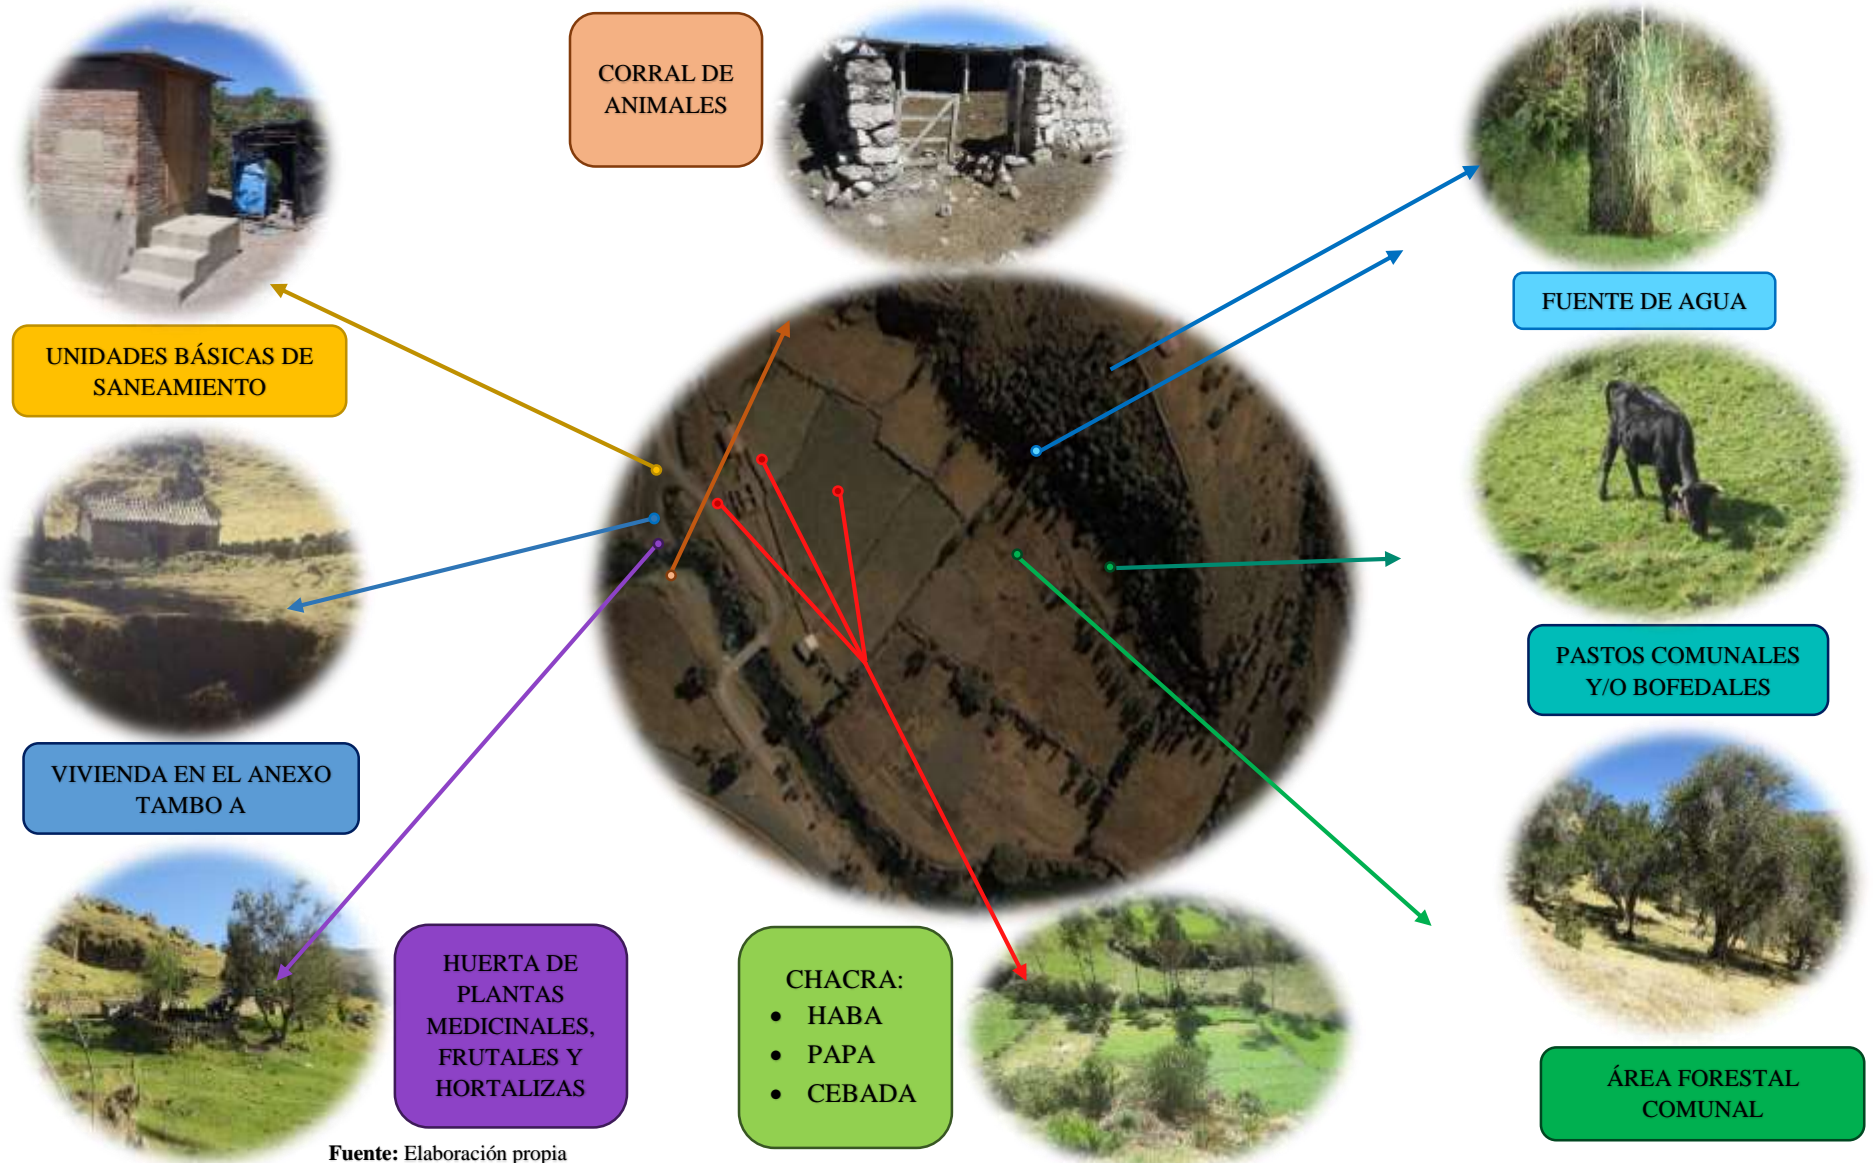 CORRAL DE
ANIMALES
FUENTE DE AGUA
UNIDADES BÁSICAS DE
SANEAMIENTO
PASTOS COMUNALES
Y/O BOFEDALES
VIVIENDA EN EL ANEXO
TAMBO A
HUERTA DE
PLANTAS
MEDICINALES,
FRUTALES Y
HORTALIZAS
CHACRA:
• HABA
• PAPA
• CEBADA
ÁREA FORESTAL
COMUNAL
Fuente: Elaboración propia